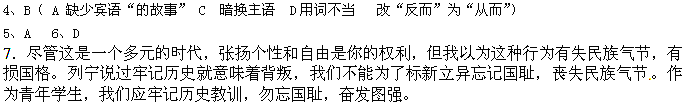 4、B（ A 缺少宾语“的故事” C 暗换主语 D用词不当 改“反而”为“从而”）
5、A 6、D
7．尽管这是一个多元的时代，张扬个性和自由是你的权利，但我以为这种行为有失民族气节，有
损国格。列宁说过牢记历史就意味着背叛，我们不能为了标新立异忘记国耻，丧失民族气节。作
为青年学生，我们应牢记历史教训，勿忘国耻，奋发图强。